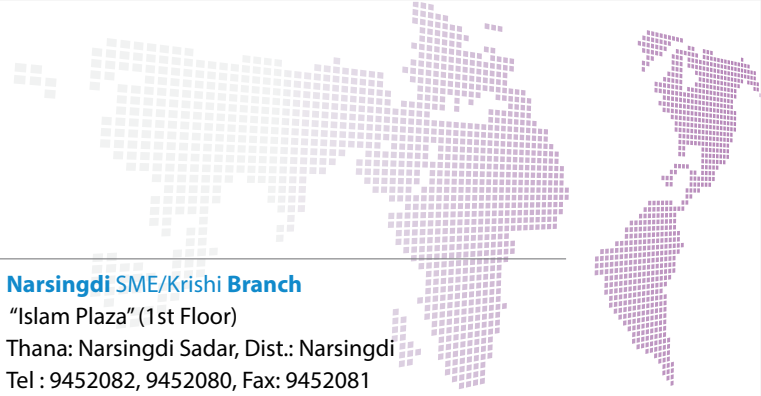 Narsingdi SME/Krishi Branch
“Islam Plaza” (1st Floor)
Thana: Narsingdi Sadar, Dist.: Narsingdi
Tel : 9452082, 9452080, Fax: 9452081